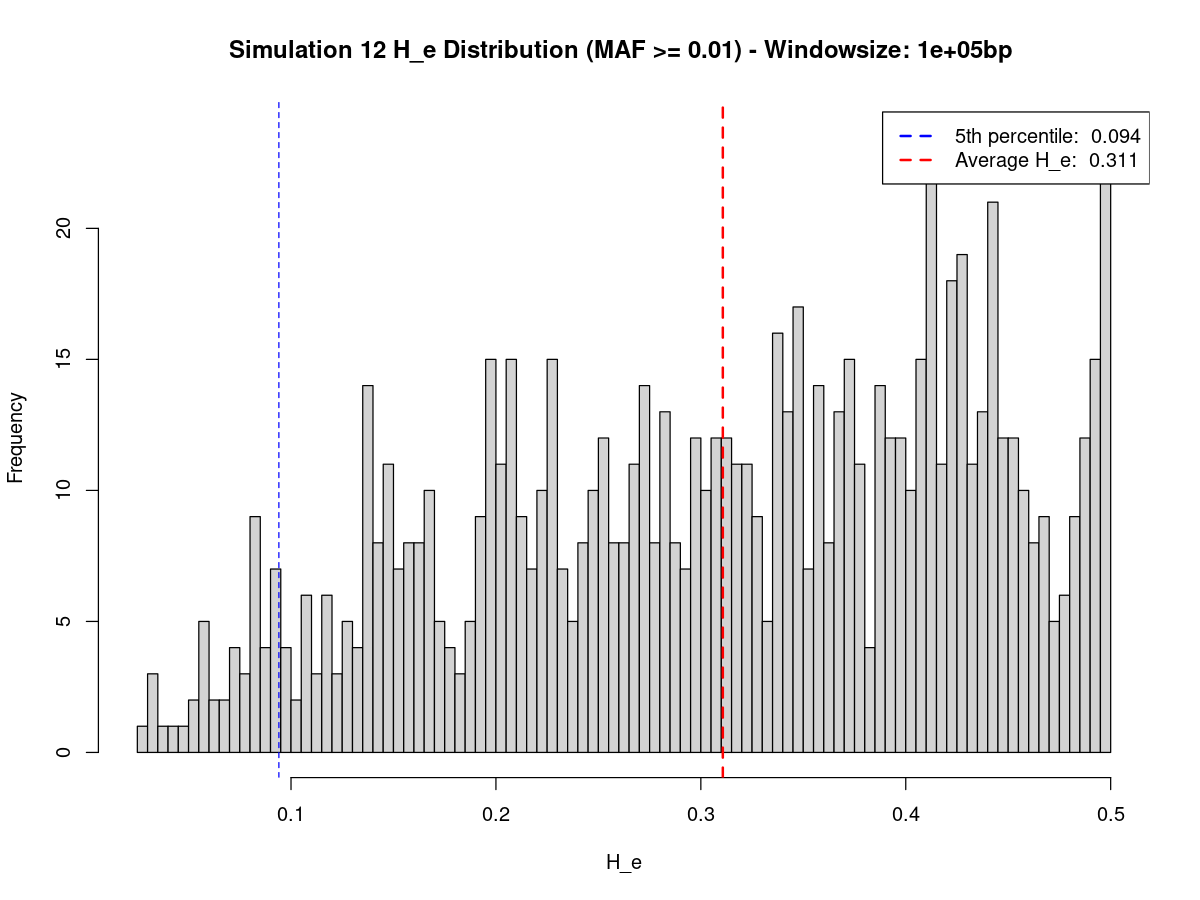 Simulation 12 H_e Distribution (MAF >= 0.01) - Windowsize: 1e+05bp
5th percentile: 0.094
Average H_e: 0.311
Frequency
20
15
10
5
0
0.1 0.2 0.3 0.4 0.5
H_e